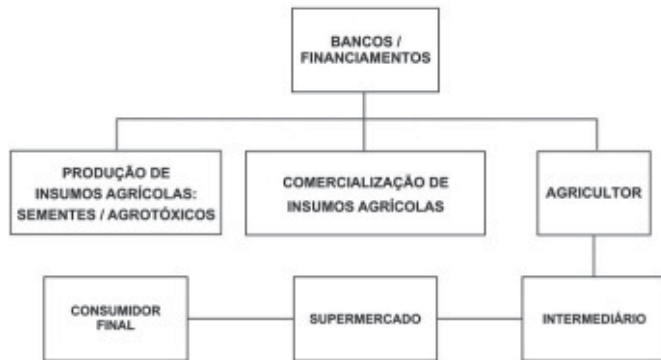 BANCOS /
FINANCIAMENTOS
PRODUÇÃO DE
INSUMOS AGRÍCOLAS:
SEMENTES / AGROTÓXICOS
COMERCIALIZAÇÃO DE
INSUMOS AGRÍCOLAS
AGRICULTOR
CONSUMIDOR
FINAL
SUPERMERCADO
INTERMEDIÁRIO